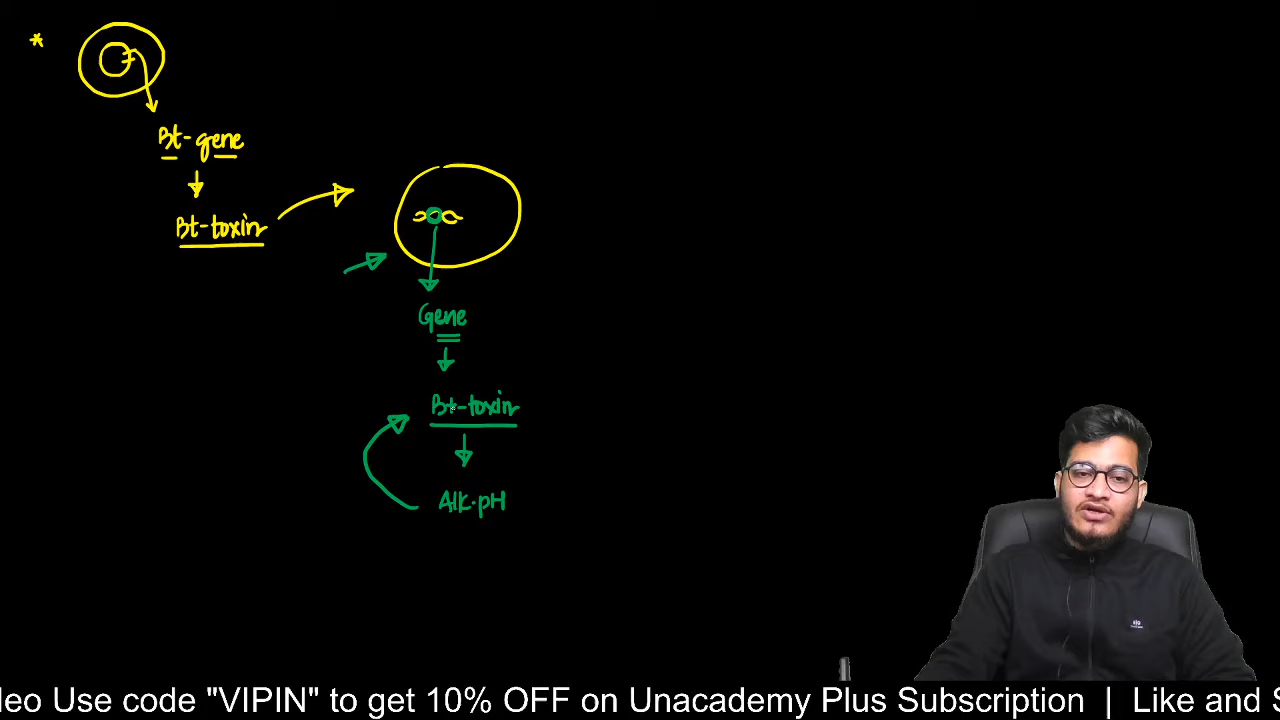 *
Bt-gene
Bt-toxin
Gene
Bt-toxin
Alk.pH
leo Use code "VIPIN" to get 10% OFF on Unacademy Plus Subscription | Like and S